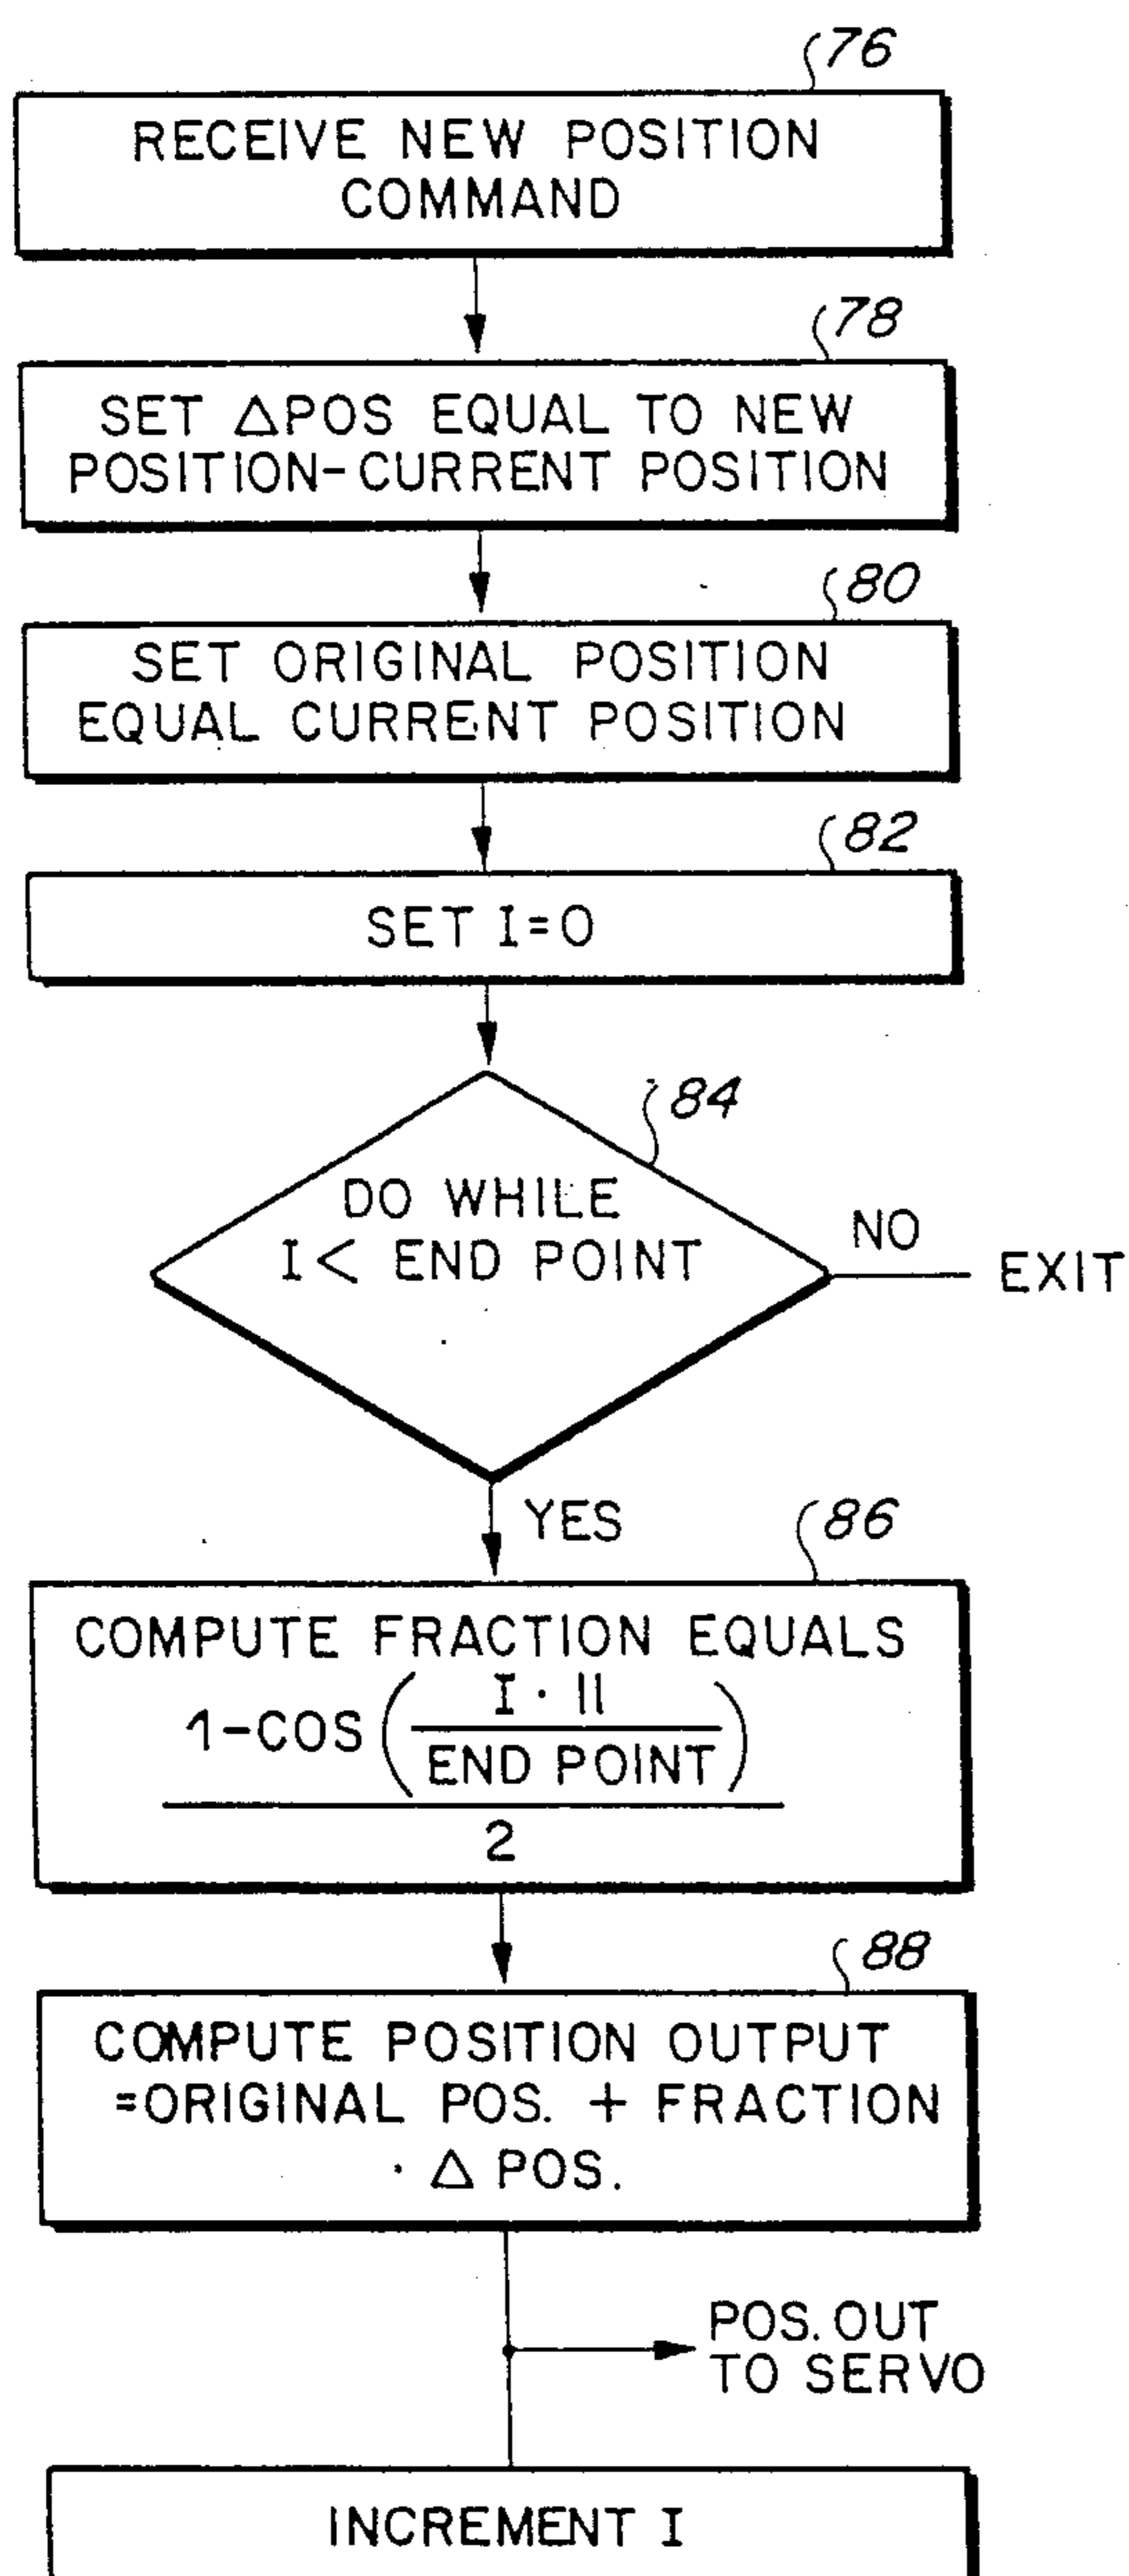 76
RECEIVE NEW POSITION
COMMAND
78
SET △POS EQUAL TO NEW
POSITION-CURRENT POSITION
80
SET ORIGINAL POSITION
EQUAL CURRENT POSITION
82
SET I=0
84
DO WHILE
I < END POINT
NO
EXIT
YES
86
COMPUTE FRACTION EQUALS
I · II
1-COS ( END POINT )
2
88
COMPUTE POSITION OUTPUT
=ORIGINAL POS. + FRACTION
· △ POS.
POS. OUT
TO SERVO
INCREMENT I